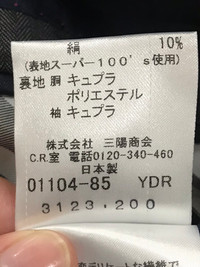 絹 10%
(表地スーパー100's使用)
裏地 胴 キュプラ
ポリエステル
袖 キュプラ
株式会社 三陽商会
C.R.室 電話0120-340-460
日本製
01104-85 YDR
3123,200